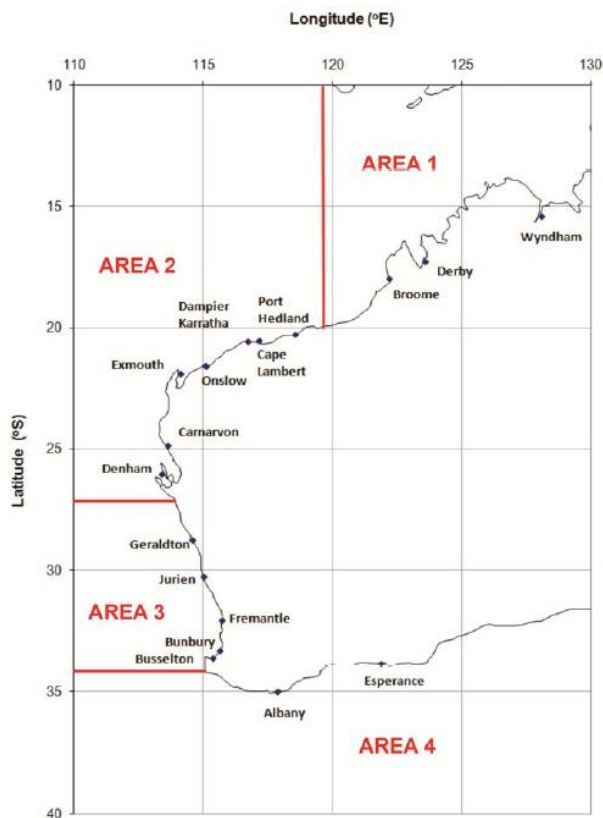 Longitude (ºE)
110 115 120 125 130
10
AREA 1
15
Wyndham
AREA 2
Derby
Broome
Dampier
Karratha
Port
Hedland
20
Exmouth
Onslow
Cape
Lambert
Carnarvon
25
Latitude (ºS)
Denham
Geraldton
30
Jurien
AREA 3
Fremantle
Bunbury
Busselton
Esperance
35
Albany
AREA 4
40